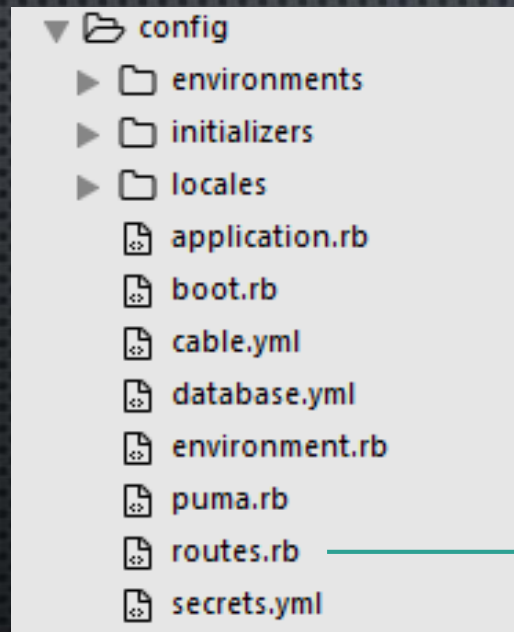 config
environments
initializers
locales
application.rb
boot.rb
cable.yml
database.yml
environment.rb
puma.rb
routes.rb
secrets.yml